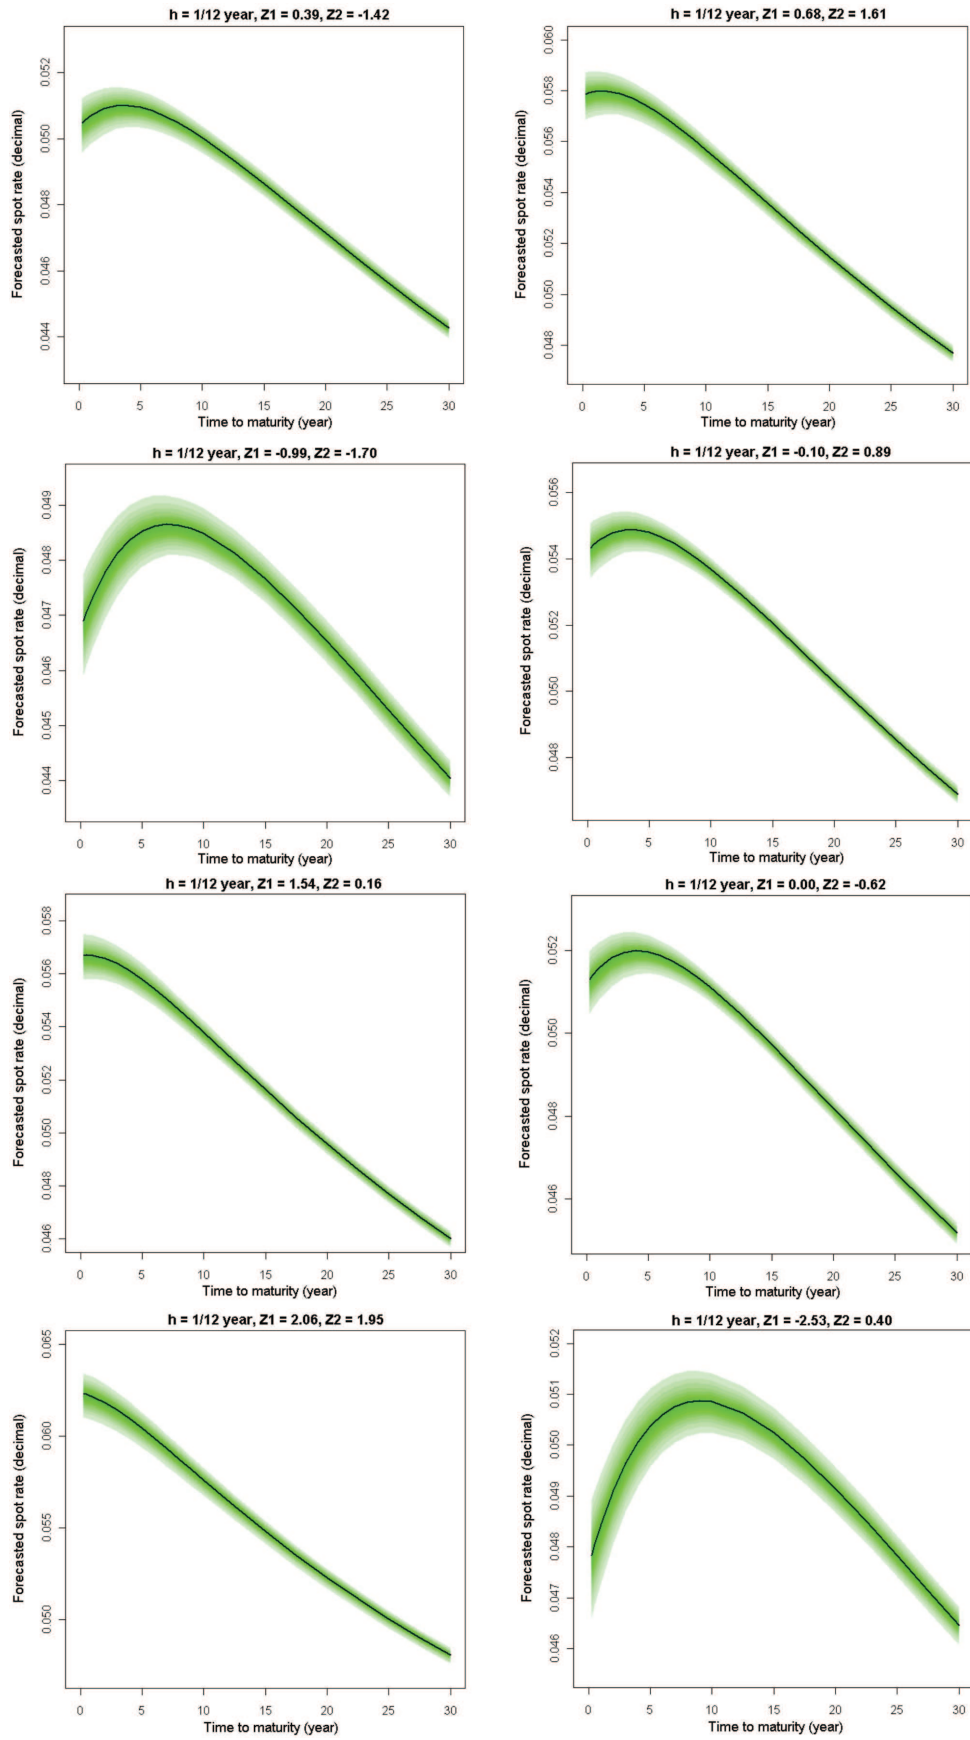 h = 1/12 year, Z1 = 0.39, Z2 = -1.42
Forecasted spot rate (decimal)
0.052
0.050
0.048
0.046
0.044
0 5 10 15 20 25 30
Time to maturity (year)
h = 1/12 year, Z1 = 0.68, Z2 = 1.61
Forecasted spot rate (decimal)
0.060
0.058
0.056
0.054
0.052
0.050
0.048
0 5 10 15 20 25 30
Time to maturity (year)
h = 1/12 year, Z1 = -0.99, Z2 = -1.70
Forecasted spot rate (decimal)
0.049
0.048
0.047
0.046
0.045
0.044
0 5 10 15 20 25 30
Time to maturity (year)
h = 1/12 year, Z1 = -0.10, Z2 = 0.89
Forecasted spot rate (decimal)
0.056
0.054
0.052
0.050
0.048
0 5 10 15 20 25 30
Time to maturity (year)
h = 1/12 year, Z1 = 1.54, Z2 = 0.16
Forecasted spot rate (decimal)
0.058
0.056
0.054
0.052
0.050
0.048
0.046
0 5 10 15 20 25 30
Time to maturity (year)
h = 1/12 year, Z1 = 0.00, Z2 = -0.62
Forecasted spot rate (decimal)
0.052
0.050
0.048
0.046
0 5 10 15 20 25 30
Time to maturity (year)
h = 1/12 year, Z1 = 2.06, Z2 = 1.95
Forecasted spot rate (decimal)
0.065
0.060
0.055
0.050
0 5 10 15 20 25 30
Time to maturity (year)
h = 1/12 year, Z1 = -2.53, Z2 = 0.40
Forecasted spot rate (decimal)
0.052
0.051
0.050
0.049
0.048
0.047
0.046
0 5 10 15 20 25 30
Time to maturity (year)